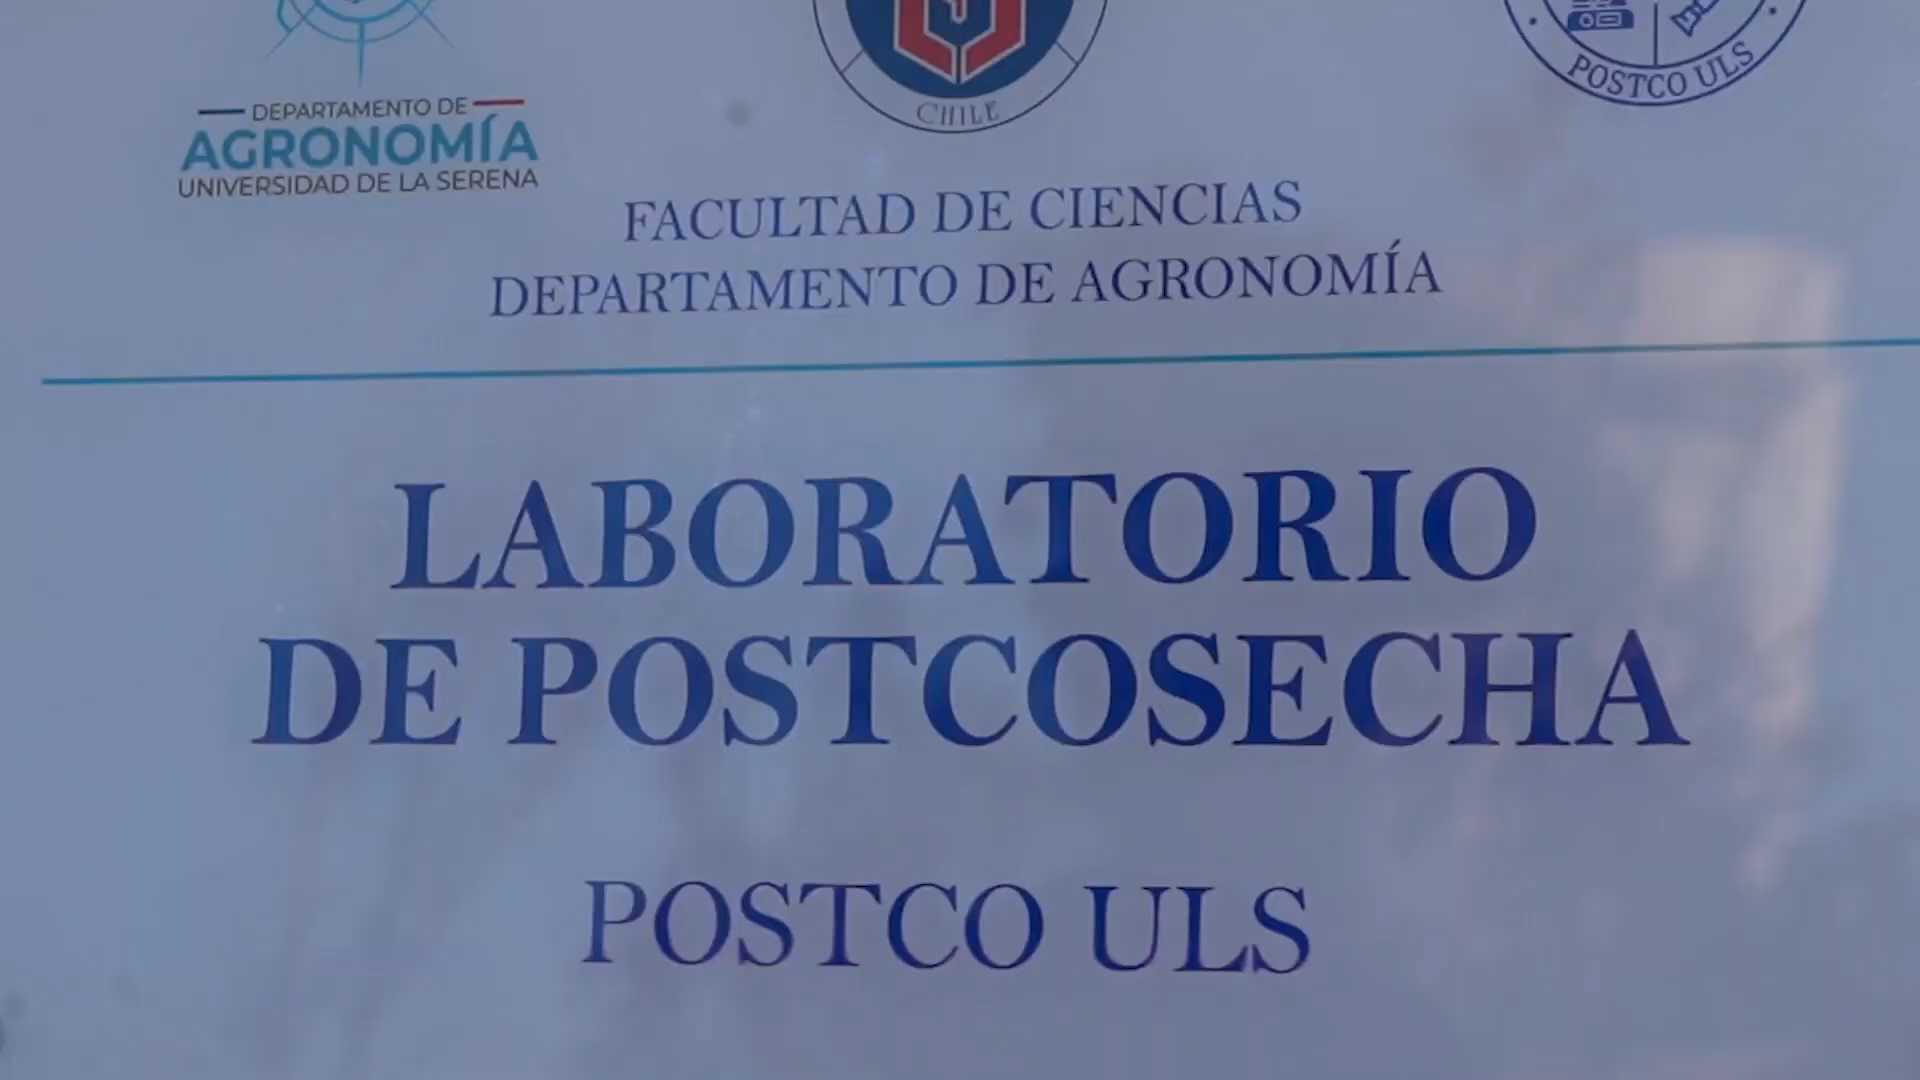 DEPARTAMENTO DE
AGRONOMÍA
UNIVERSIDAD DE LA SERENA
CHILE
POSTCO ULS
FACULTAD DE CIENCIAS
DEPARTAMENTO DE AGRONOMÍA
LABORATORIO
DE POSTCOSECHA
POSTCO ULS